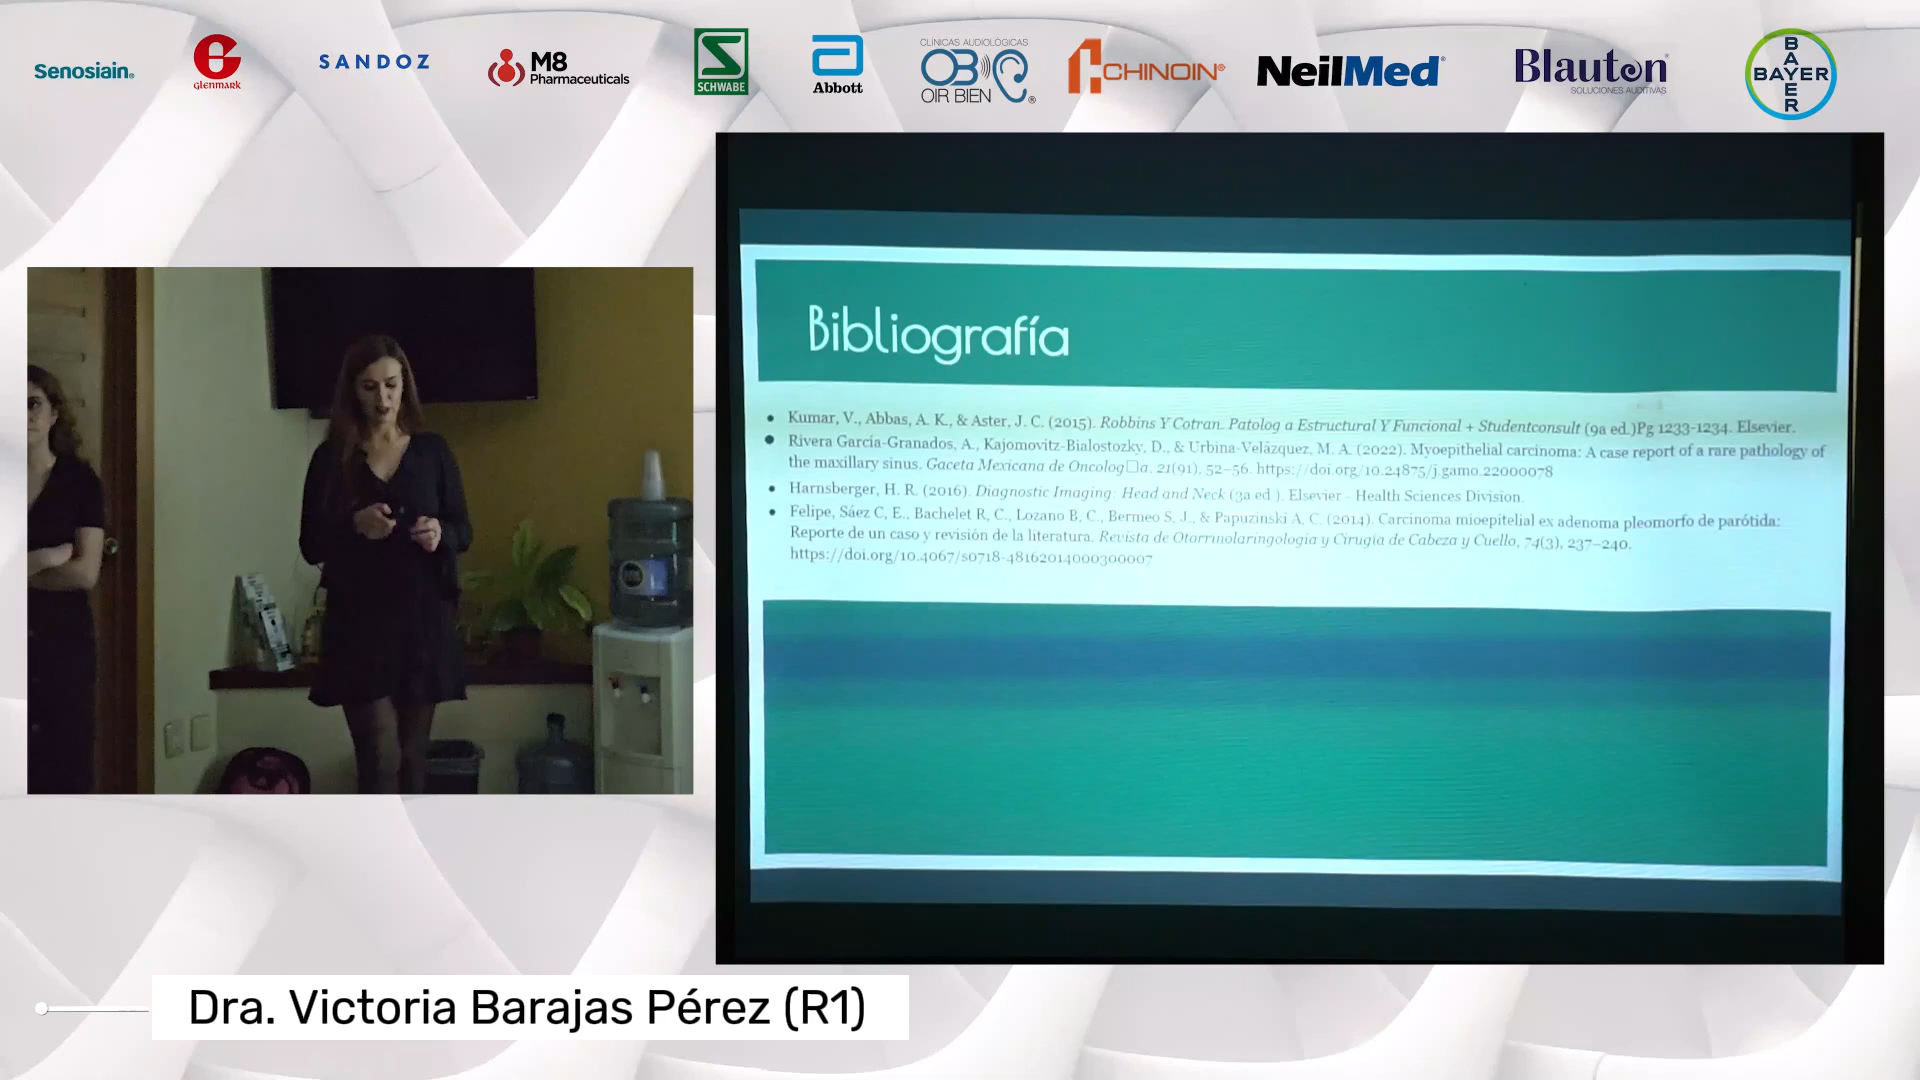 Senosiain®
Glenmark
SANDOZ
M8 Pharmaceuticals
SCHWABE
Abbott
CLÍNICAS AUDIOLÓGICAS
OIR BIEN®
CHINOIN®
NeilMed®
Blauton®
SOLUCIONES AUDITIVAS
BAYER
BAYER
Bibliografía
• Kumar, V., Abbas, A. K., & Aster, J. C. (2015). Robbins Y Cotran. Patolog a Estructural Y Funcional + Studentconsult (9a ed.)Pg 1233-1234. Elsevier.
• Rivera García-Granados, A., Kajomovitz-Bialostozky, D., & Urbina-Velázquez, M. A. (2022). Myoepithelial carcinoma: A case report of a rare pathology of
the maxillary sinus. Gaceta Mexicana de Oncolog□a, 21(91), 52–56. https://doi.org/10.24875/j.gamo.22000078
• Harnsberger, H. R. (2016). Diagnostic Imaging: Head and Neck (3a ed.). Elsevier - Health Sciences Division.
• Felipe, Sáez C, E., Bachelet R, C., Lozano B, C., Bermeo S, J., & Papuzinski A, C. (2014). Carcinoma mioepitelial ex adenoma pleomorfo de parótida:
Reporte de un caso y revisión de la literatura. Revista de Otorrinolaringología y Cirugía de Cabeza y Cuello, 74(3), 237–240.
https://doi.org/10.4067/s0718-48162014000300007
Dra. Victoria Barajas Pérez (R1)